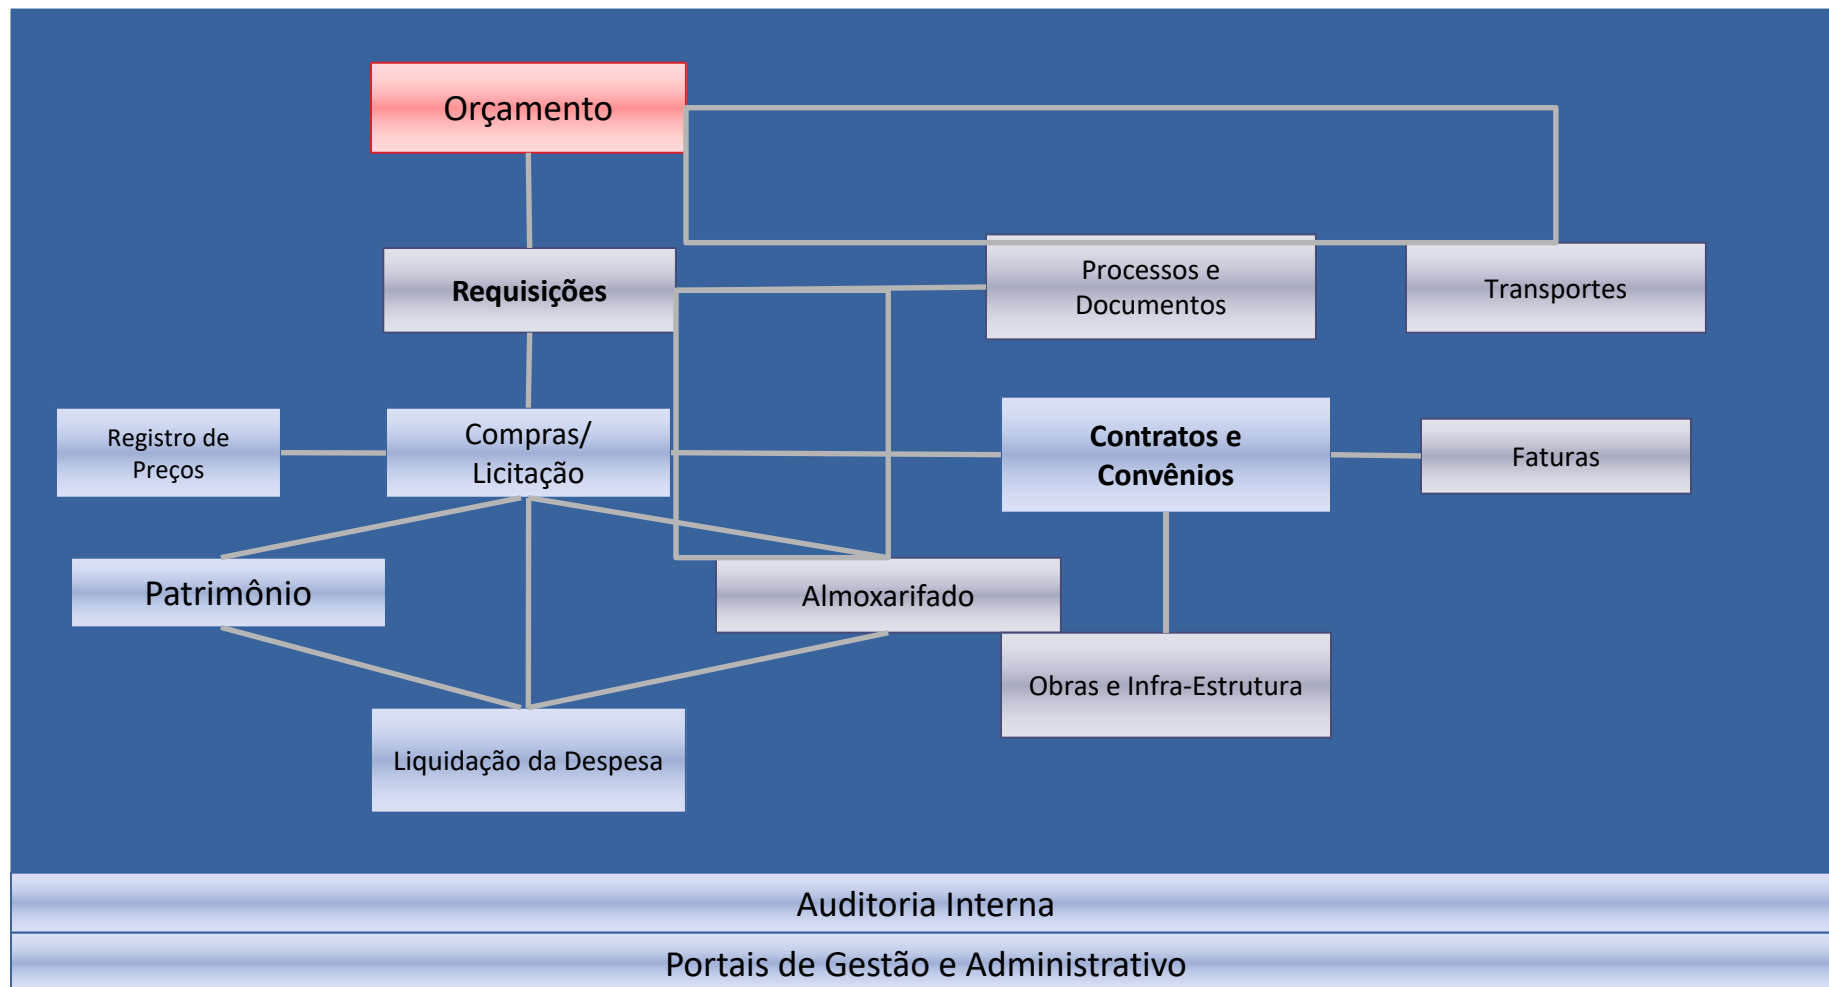 Orçamento
Requisições
Processos e
Documentos
Transportes
Registro de
Preços
Compras/
Licitação
Contratos e
Convênios
Faturas
Patrimônio
Almoxarifado
Obras e Infra-Estrutura
Liquidação da Despesa
Auditoria Interna
Portais de Gestão e Administrativo